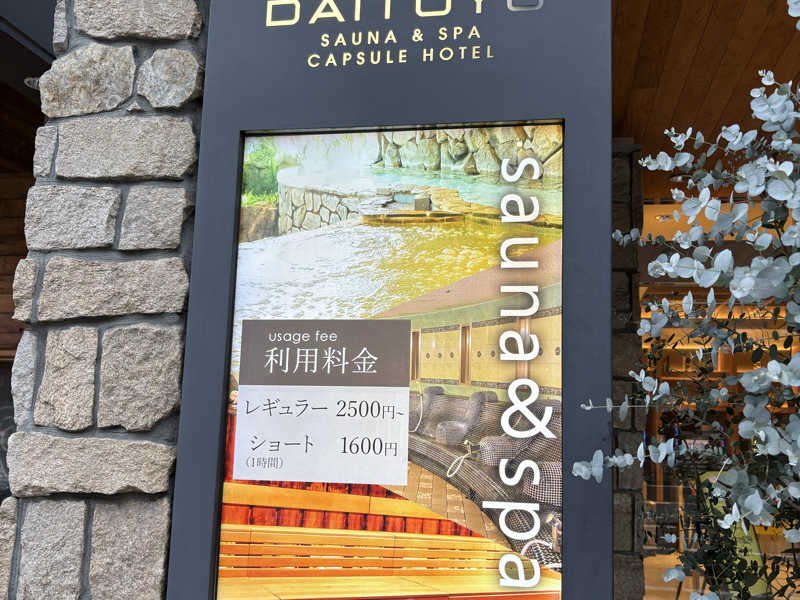 DAITOYO
SAUNA & SPA
CAPSULE HOTEL
sauna&spa
usage fee
利用料金
レギュラー 2500円~
ショート 1600円
(1時間)